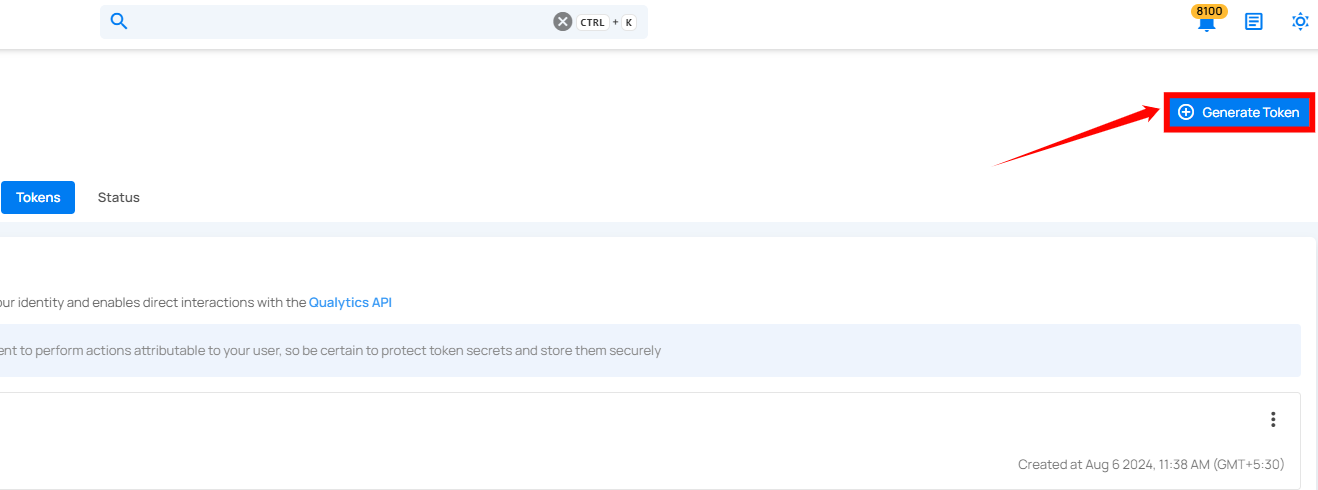 8100
CTRL + K
Generate Token
Tokens Status
our identity and enables direct interactions with the Qualytics API
ent to perform actions attributable to your user, so be certain to protect token secrets and store them securely
Created at Aug 6 2024, 11:38 AM (GMT+5:30)